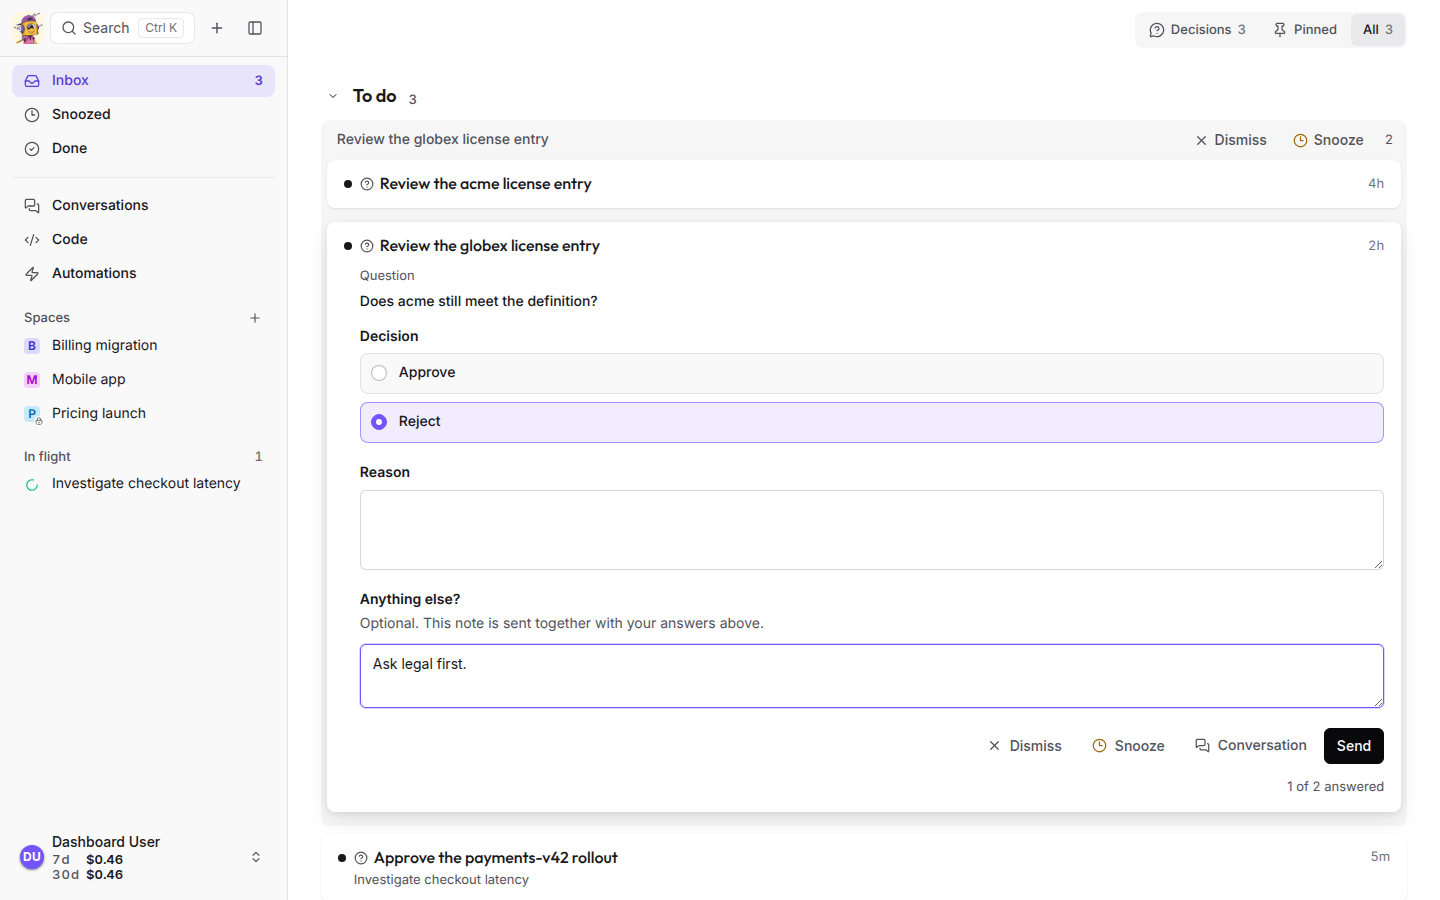 Search Ctrl K
Decisions 3
Pinned
All 3
Inbox 3
Snoozed
Done
Conversations
Code
Automations
Spaces
B Billing migration
M Mobile app
P Pricing launch
In flight 1
Investigate checkout latency
DU
Dashboard User
7d $0.46
30d $0.46
To do 3
Review the globex license entry
Dismiss
Snooze
2
Review the acme license entry 4h
Review the globex license entry 2h
Question
Does acme still meet the definition?
Decision
Approve
Reject
Reason
Anything else?
Optional. This note is sent together with your answers above.
Ask legal first.
Dismiss
Snooze
Conversation
Send
1 of 2 answered
Approve the payments-v42 rollout 5m
Investigate checkout latency